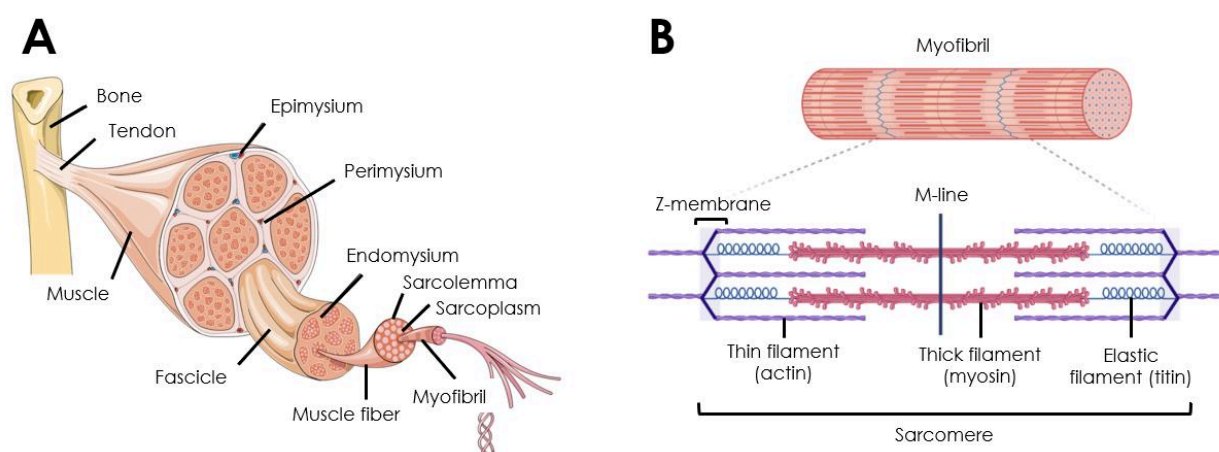 A
Bone
Tendon
Epimysium
Perimysium
Endomysium
Sarcolemma
Sarcoplasm
Muscle
Fascicle
Muscle fiber
Myofibril
B
Myofibril
Z-membrane
M-line
Thin filament
(actin)
Thick filament
(myosin)
Elastic
filament (titin)
Sarcomere